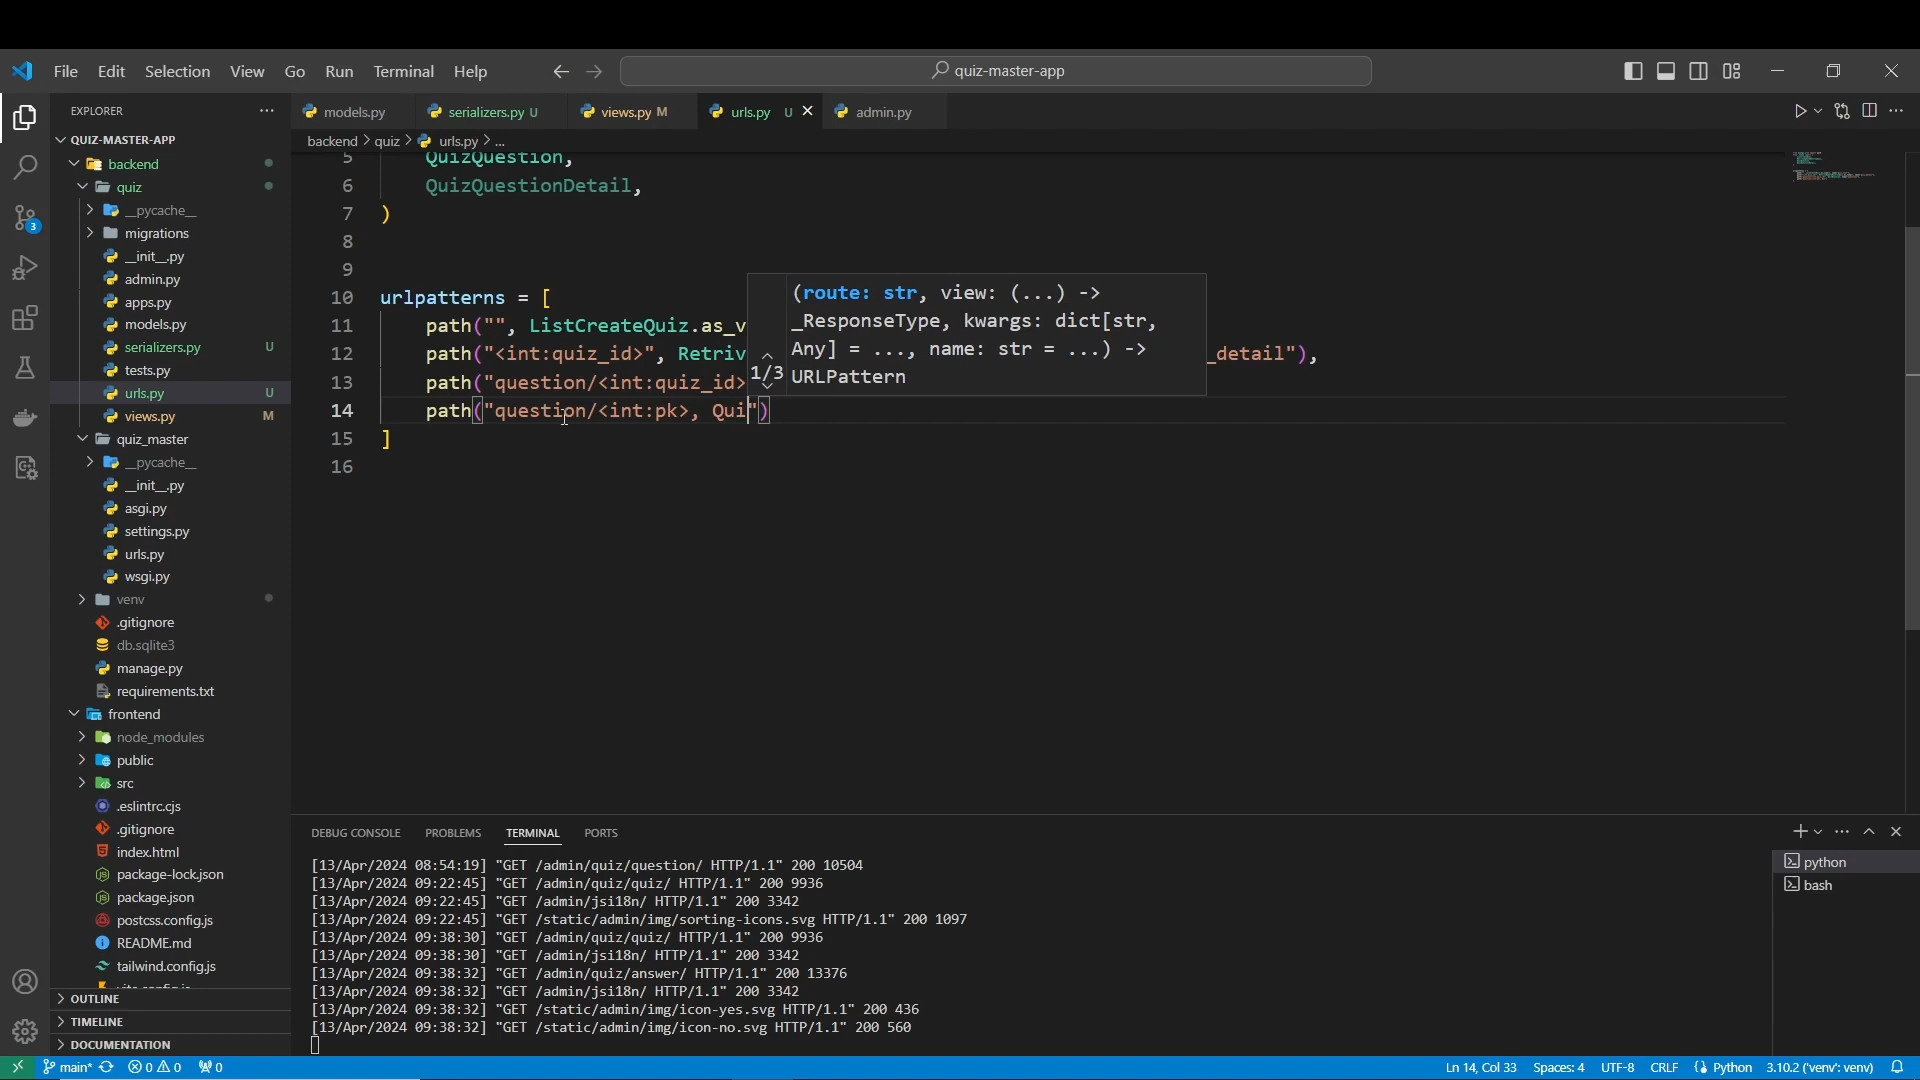 File Edit Selection View Go Run Terminal Help
quiz-master-app
EXPLORER
QUIZ-MASTER-APP
backend
quiz
__pycache__
migrations
__init__.py
admin.py
apps.py
models.py
serializers.py U
tests.py
urls.py U
views.py M
quiz_master
__pycache__
__init__.py
asgi.py
settings.py
urls.py
wsgi.py
venv
.gitignore
db.sqlite3
manage.py
requirements.txt
frontend
node_modules
public
src
.eslintrc.cjs
.gitignore
index.html
package-lock.json
package.json
postcss.config.js
README.md
tailwind.config.js
OUTLINE
TIMELINE
DOCUMENTATION
3
models.py serializers.py U views.py M urls.py U admin.py
backend > quiz > urls.py > ...
5 QuizQuestion,
6 QuizQuestionDetail,
7 )
8
9
10 urlpatterns = [
11 path("", ListCreateQuiz.as_v
12 path("<int:quiz_id>", Retriv _detail"),
13 path("question/<int:quiz_id>
14 path("question/<int:pk>, Qui")
15 ]
16
(route: str, view: (...) ->
_ResponseType, kwargs: dict[str,
Any] = ..., name: str = ...) ->
URLPattern
1/3
DEBUG CONSOLE PROBLEMS TERMINAL PORTS
[13/Apr/2024 08:54:19] "GET /admin/quiz/question/ HTTP/1.1" 200 10504
[13/Apr/2024 09:22:45] "GET /admin/quiz/quiz/ HTTP/1.1" 200 9936
[13/Apr/2024 09:22:45] "GET /admin/jsi18n/ HTTP/1.1" 200 3342
[13/Apr/2024 09:22:45] "GET /static/admin/img/sorting-icons.svg HTTP/1.1" 200 1097
[13/Apr/2024 09:38:30] "GET /admin/quiz/quiz/ HTTP/1.1" 200 9936
[13/Apr/2024 09:38:30] "GET /admin/jsi18n/ HTTP/1.1" 200 3342
[13/Apr/2024 09:38:32] "GET /admin/quiz/answer/ HTTP/1.1" 200 13376
[13/Apr/2024 09:38:32] "GET /admin/jsi18n/ HTTP/1.1" 200 3342
[13/Apr/2024 09:38:32] "GET /static/admin/img/icon-yes.svg HTTP/1.1" 200 436
[13/Apr/2024 09:38:32] "GET /static/admin/img/icon-no.svg HTTP/1.1" 200 560
python
bash
main* 0 0 0 Ln 14, Col 33 Spaces: 4 UTF-8 CRLF Python 3.10.2 ('venv': venv)